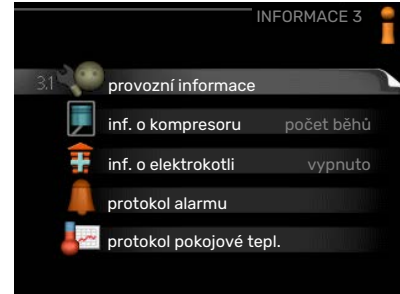 INFORMACE 3
3.1 provozní informace
inf. o kompresoru počet běhů
inf. o elektrokotli vypnuto
protokol alarmu
protokol pokojové tepl.